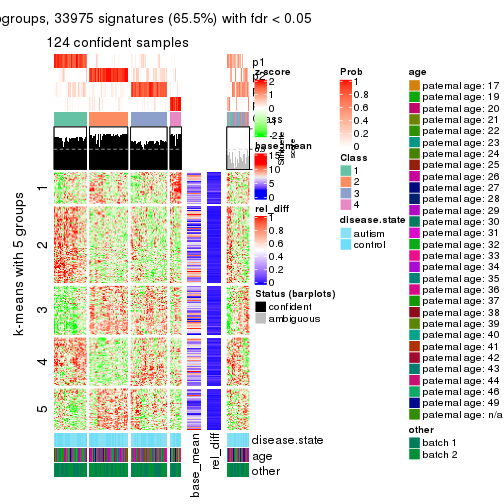 ogroups, 33975 signatures (65.5%) with fdr < 0.05
124 confident samples
p1
z-score
2
1
0
-1
-2
base_mean
15
10
5
0
rel_diff
1
0.8
0.6
0.4
0.2
0
Status (barplots)
confident
ambiguous
Prob
1
0.8
0.6
0.4
0.2
0
Class
1
2
3
4
disease.state
autism
control
age
paternal age: 17
paternal age: 19
paternal age: 20
paternal age: 21
paternal age: 22
paternal age: 23
paternal age: 24
paternal age: 25
paternal age: 26
paternal age: 27
paternal age: 28
paternal age: 29
paternal age: 30
paternal age: 31
paternal age: 32
paternal age: 33
paternal age: 34
paternal age: 35
paternal age: 36
paternal age: 37
paternal age: 38
paternal age: 39
paternal age: 40
paternal age: 41
paternal age: 42
paternal age: 43
paternal age: 44
paternal age: 46
paternal age: 49
paternal age: n/a
other
batch 1
batch 2
k-means with 5 groups
1
2
3
4
5
disease.state
age
other
base_mean
rel_diff